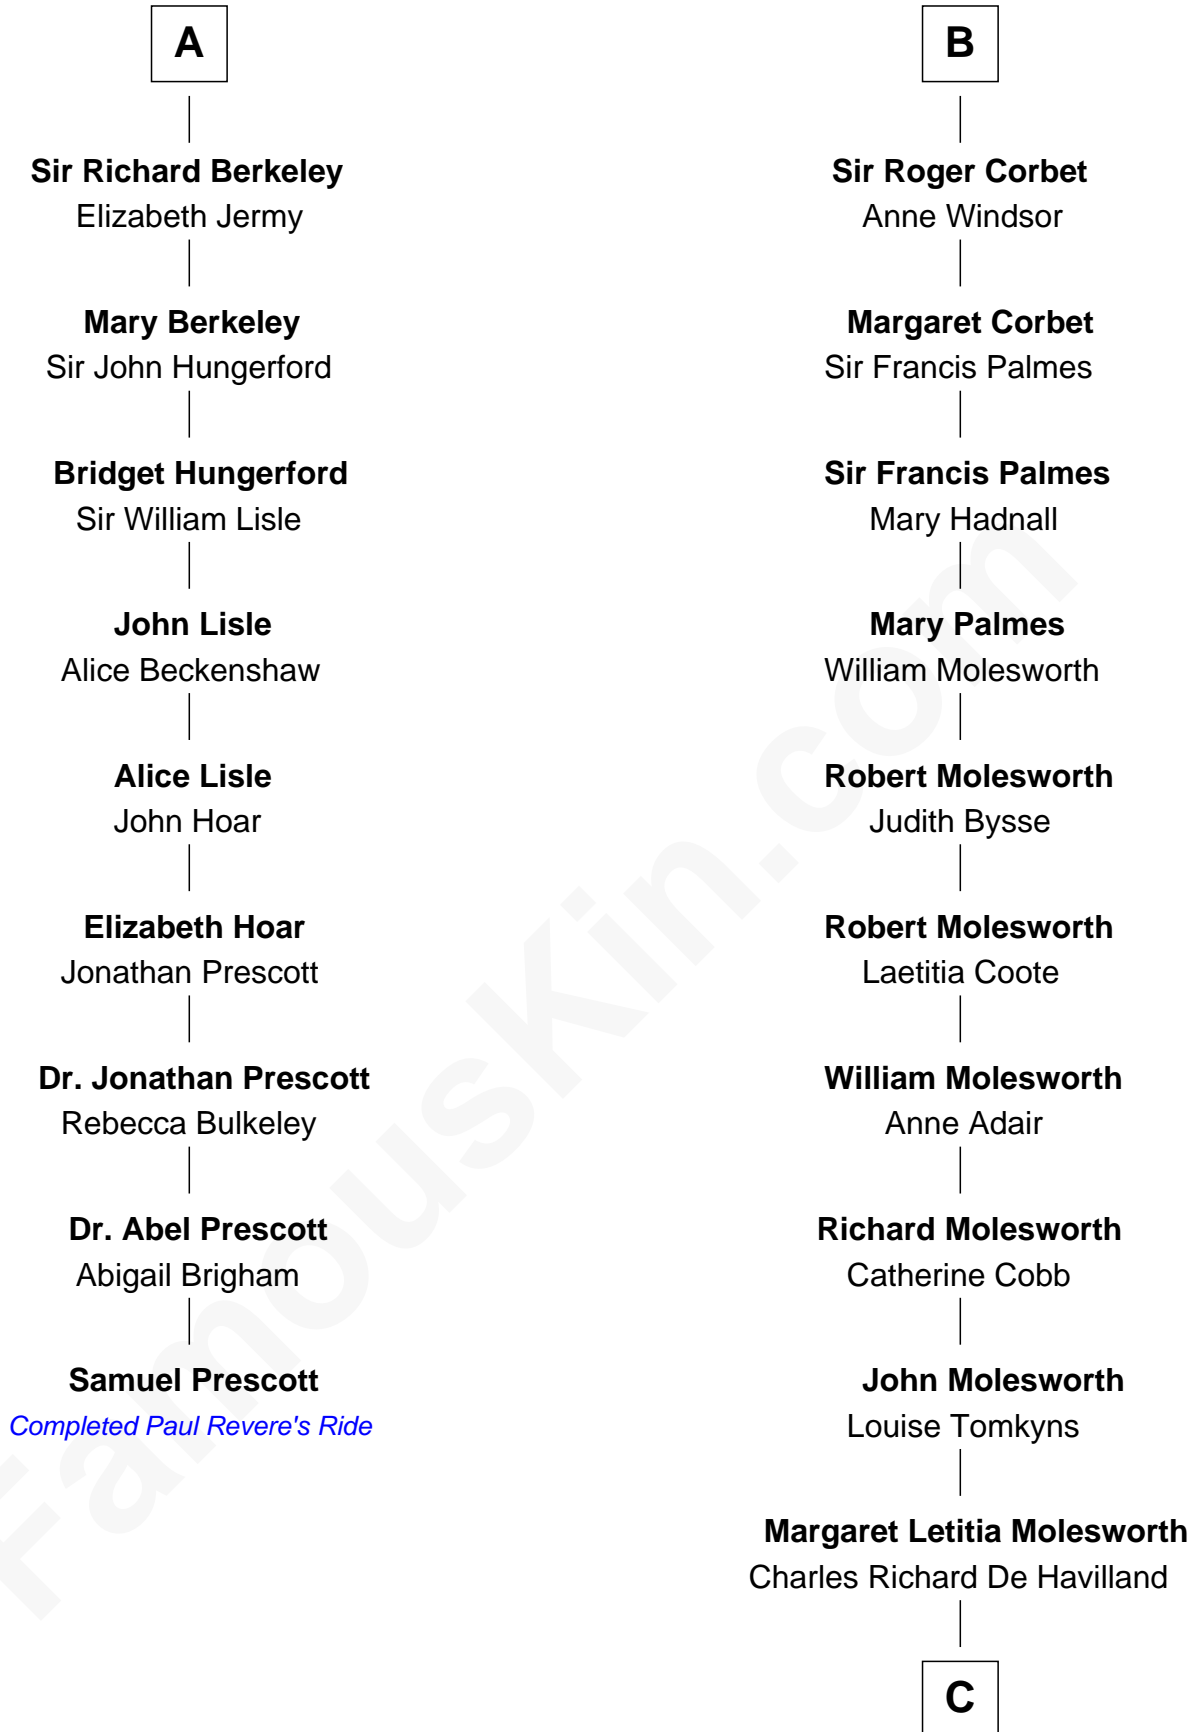 A
Sir Richard Berkeley
Elizabeth Jermy
Mary Berkeley
Sir John Hungerford
Bridget Hungerford
Sir William Lisle
John Lisle
Alice Beckenshaw
Alice Lisle
John Hoar
Elizabeth Hoar
Jonathan Prescott
Dr. Jonathan Prescott
Rebecca Bulkeley
Dr. Abel Prescott
Abigail Brigham
Samuel Prescott
Completed Paul Revere's Ride
B
Sir Roger Corbet
Anne Windsor
Margaret Corbet
Sir Francis Palmes
Sir Francis Palmes
Mary Hadnall
Mary Palmes
William Molesworth
Robert Molesworth
Judith Bysse
Robert Molesworth
Laetitia Coote
William Molesworth
Anne Adair
Richard Molesworth
Catherine Cobb
John Molesworth
Louise Tomkyns
Margaret Letitia Molesworth
Charles Richard De Havilland
C
FamousKin.com